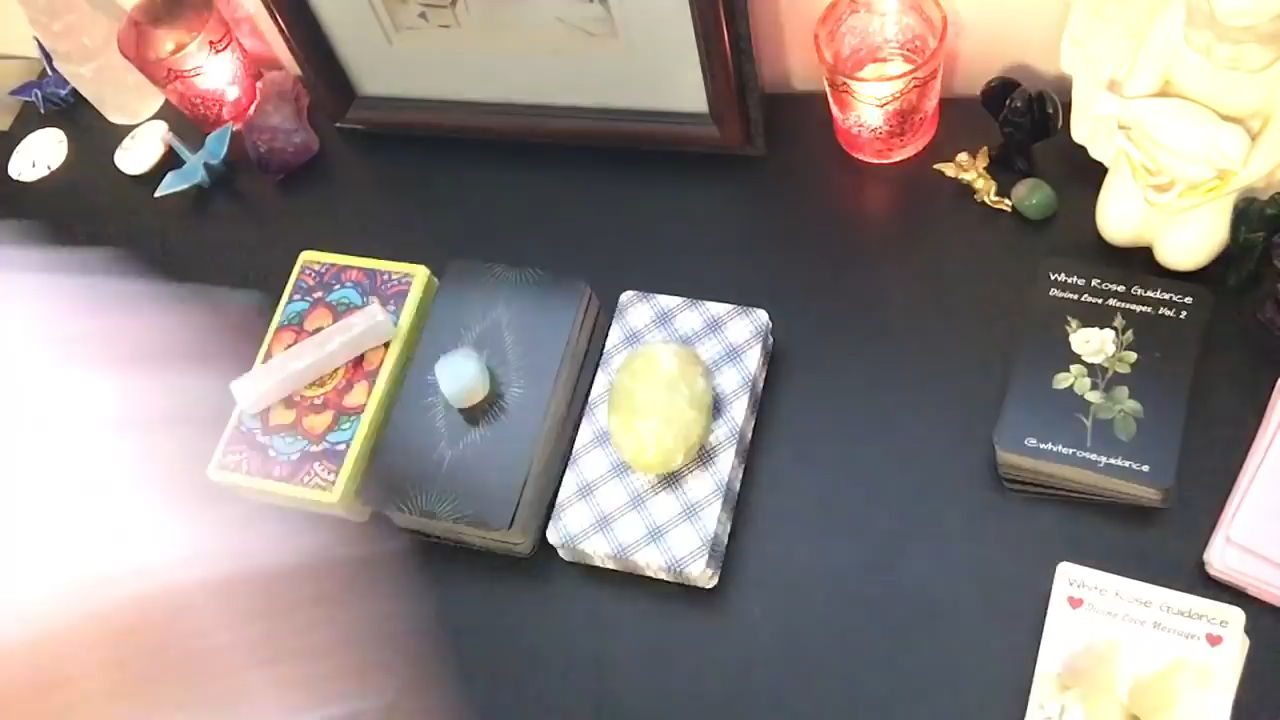 White Rose Guidance
Divine Love Messages, Vol. 2
@whiteroseguidance
White Rose Guidance
Divine Love Messages